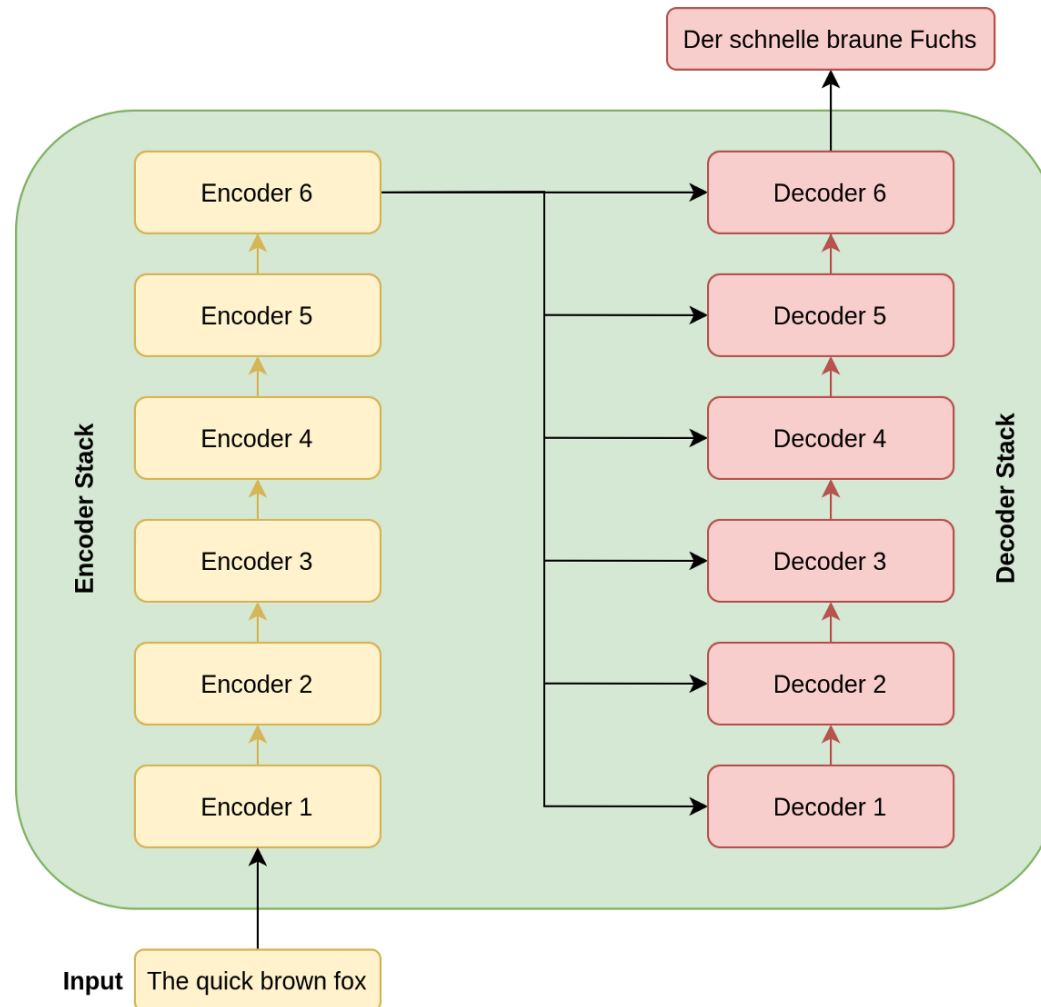 Der schnelle braune Fuchs
Encoder 6
Decoder 6
Encoder 5
Decoder 5
Encoder 4
Decoder 4
Encoder Stack
Decoder Stack
Encoder 3
Decoder 3
Encoder 2
Decoder 2
Encoder 1
Decoder 1
Input
The quick brown fox